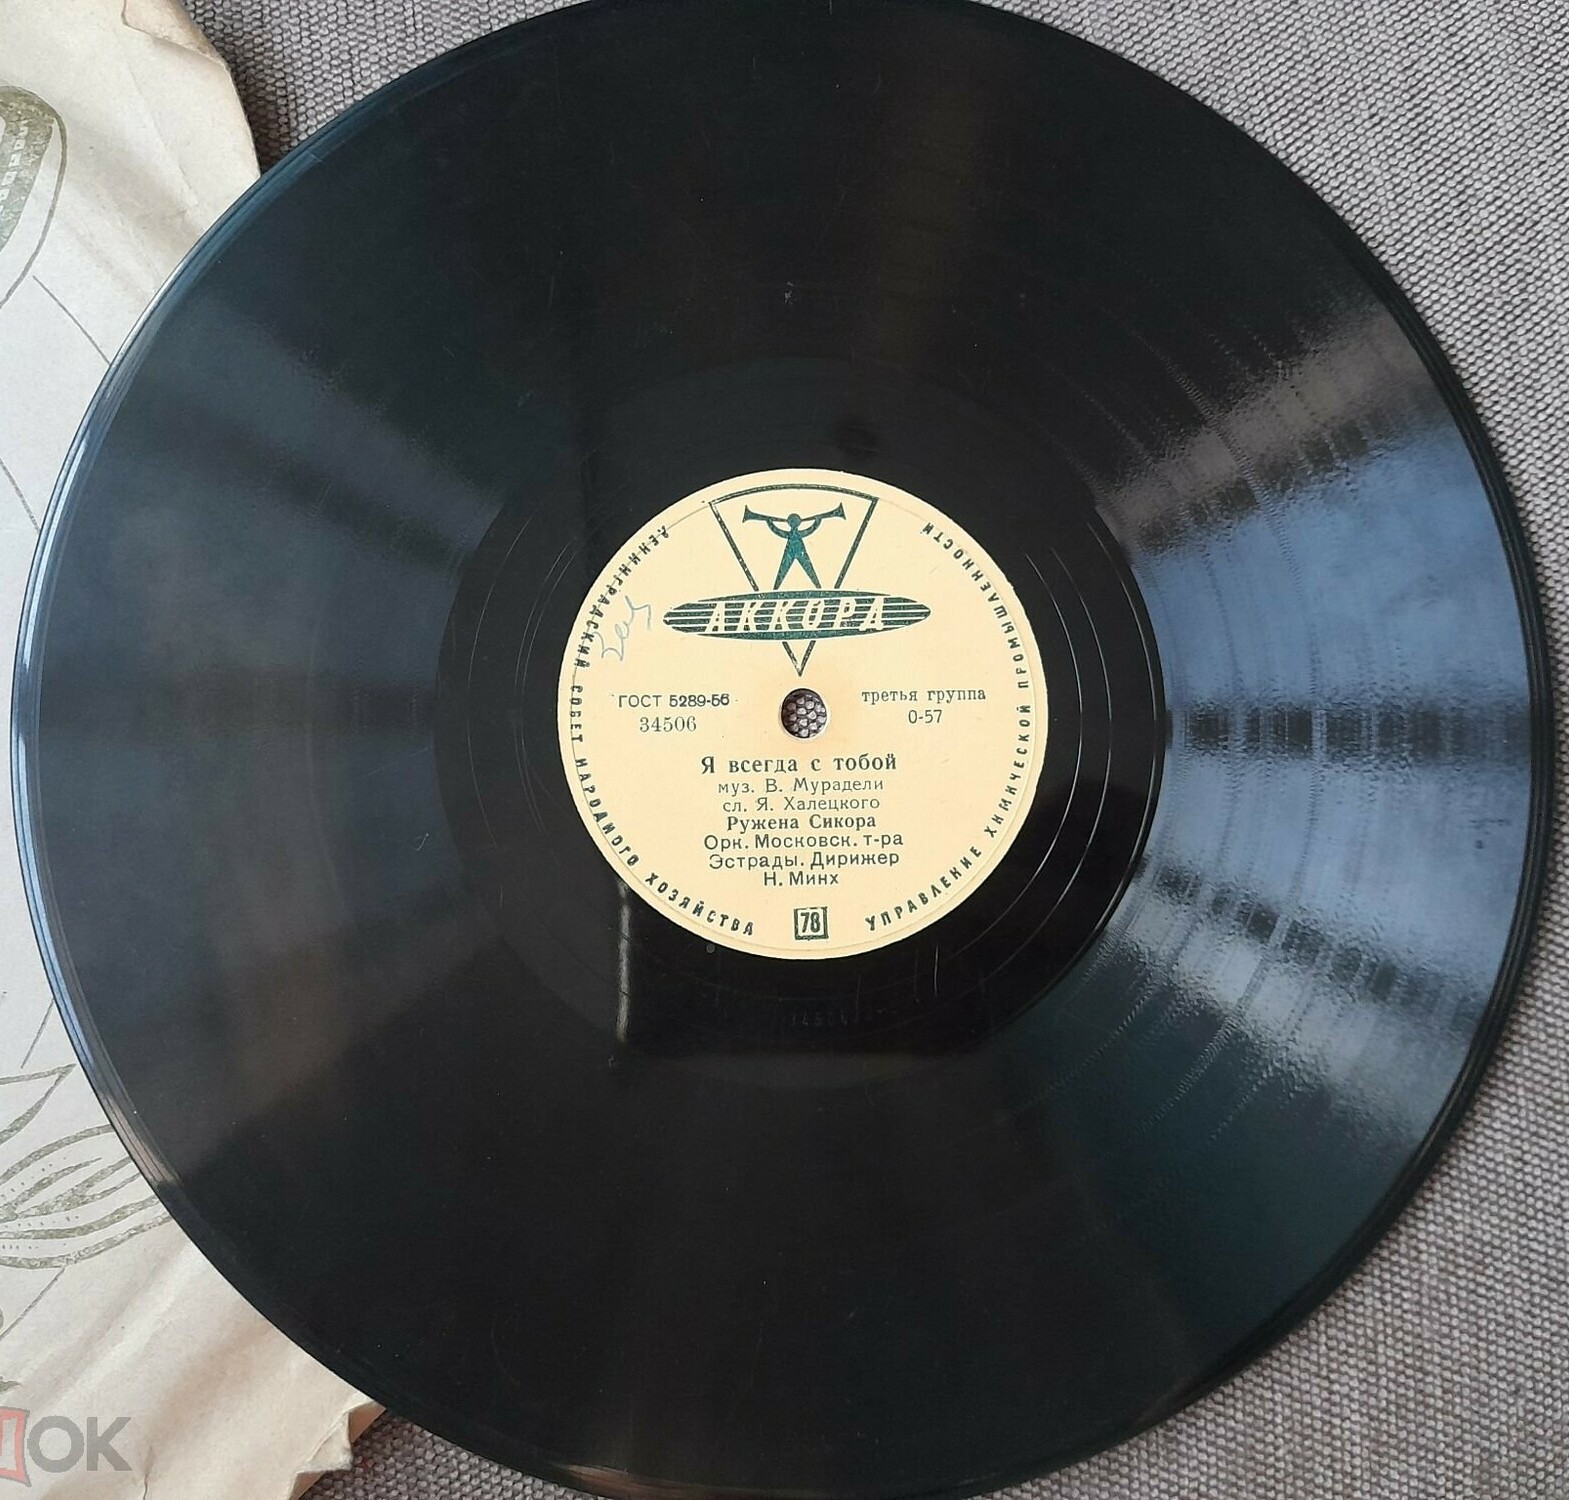 ЛЕНИНГРАДСКИЙ СОВЕТ НАРОДНОГО ХОЗЯЙСТВА
УПРАВЛЕНИЕ ХИМИЧЕСКОЙ ПРОМЫШЛЕННОСТИ
АККОРД
ГОСТ 5289-56
34506
третья группа
0-57
Я всегда с тобой
муз. В. Мурадели
сл. Я. Халецкого
Ружена Сикора
Орк. Московск. т-ра
Эстрады. Дирижер
Н. Минх
78
ОК